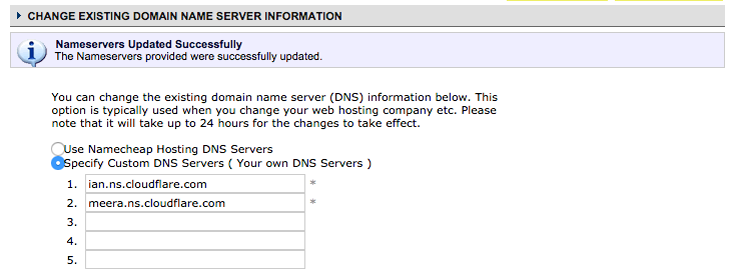 CHANGE EXISTING DOMAIN NAME SERVER INFORMATION
Nameservers Updated Successfully
The Nameservers provided were successfully updated.
You can change the existing domain name server (DNS) information below. This
option is typically used when you change your web hosting company etc. Please
note that it will take up to 24 hours for the changes to take effect.
Use Namecheap Hosting DNS Servers
Specify Custom DNS Servers ( Your own DNS Servers )
1. ian.ns.cloudflare.com *
2. meera.ns.cloudflare.com *
3.
4.
5.